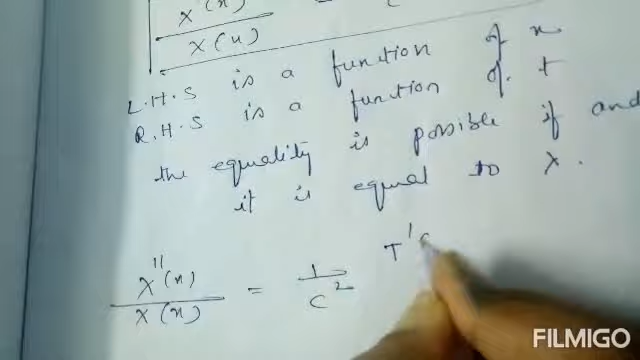 X"(x)
X(x)
L.H.S is a function of x
R.H.S is a function of. t
the equality is possible if and
it is equal to λ.
X"(x) / X(x) = 1 / C² T'(
FILMIGO